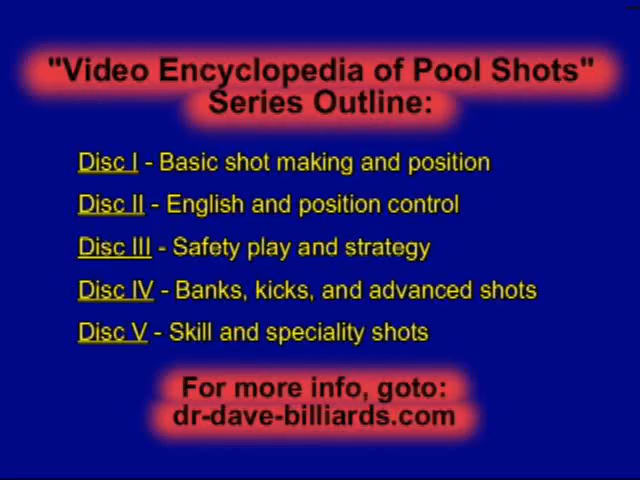 "Video Encyclopedia of Pool Shots"
Series Outline:
Disc I - Basic shot making and position
Disc II - English and position control
Disc III - Safety play and strategy
Disc IV - Banks, kicks, and advanced shots
Disc V - Skill and speciality shots
For more info, goto:
dr-dave-billiards.com